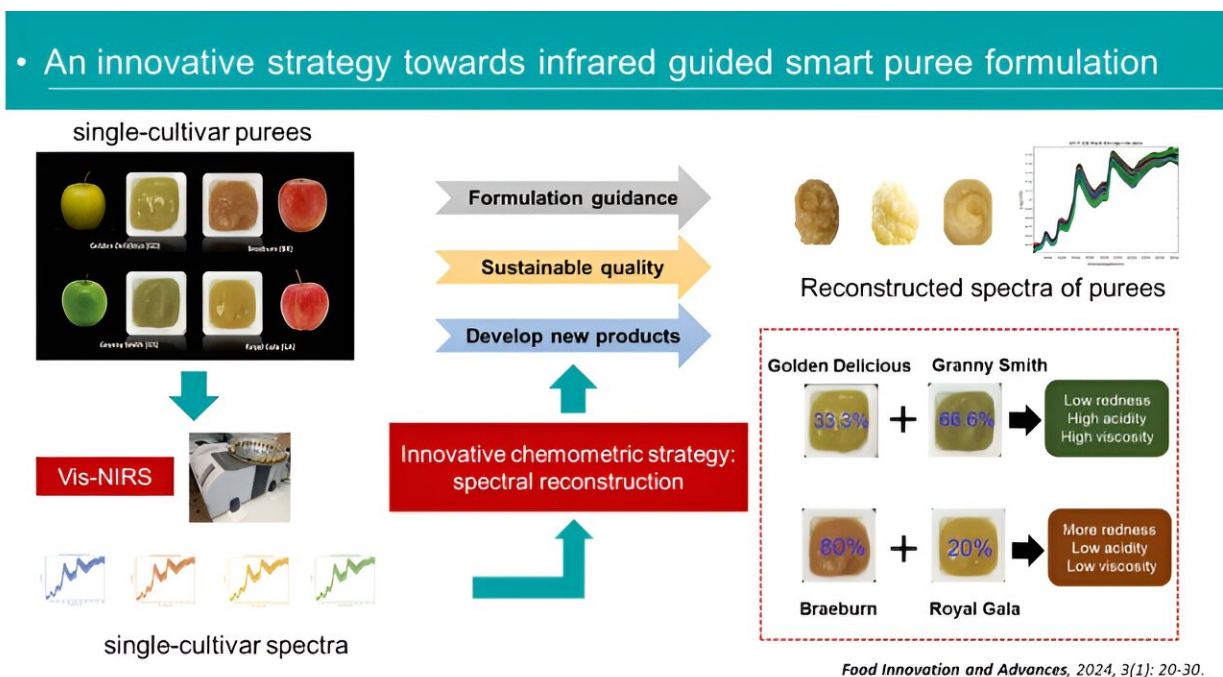 • An innovative strategy towards infrared guided smart puree formulation
single-cultivar purees
Braeburn [BR]
Vis-NIRS
single-cultivar spectra
Formulation guidance
Sustainable quality
Develop new products
Innovative chemometric strategy:
spectral reconstruction
Reconstructed spectra of purees
Golden Delicious
Granny Smith
33.3%
+
66.6%
Low redness
High acidity
High viscosity
+
20%
More redness
Low acidity
Low viscosity
Braeburn
Royal Gala
Food Innovation and Advances, 2024, 3(1): 20-30.